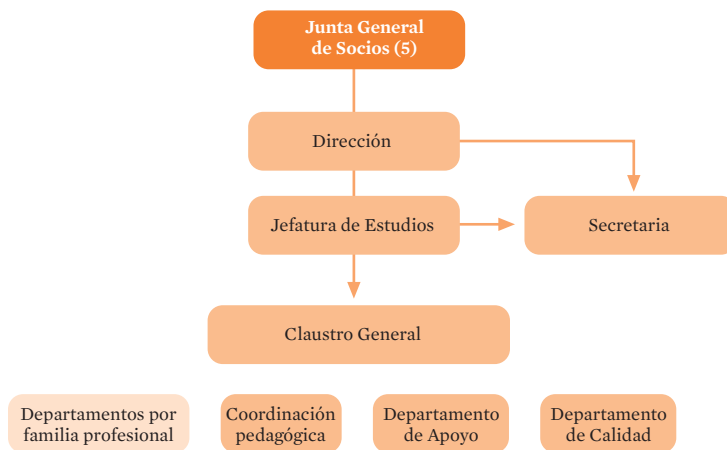 Junta General
de Socios (5)
Dirección
Jefatura de Estudios
Secretaria
Claustro General
Departamentos por
familia profesional
Coordinación
pedagógica
Departamento
de Apoyo
Departamento
de Calidad